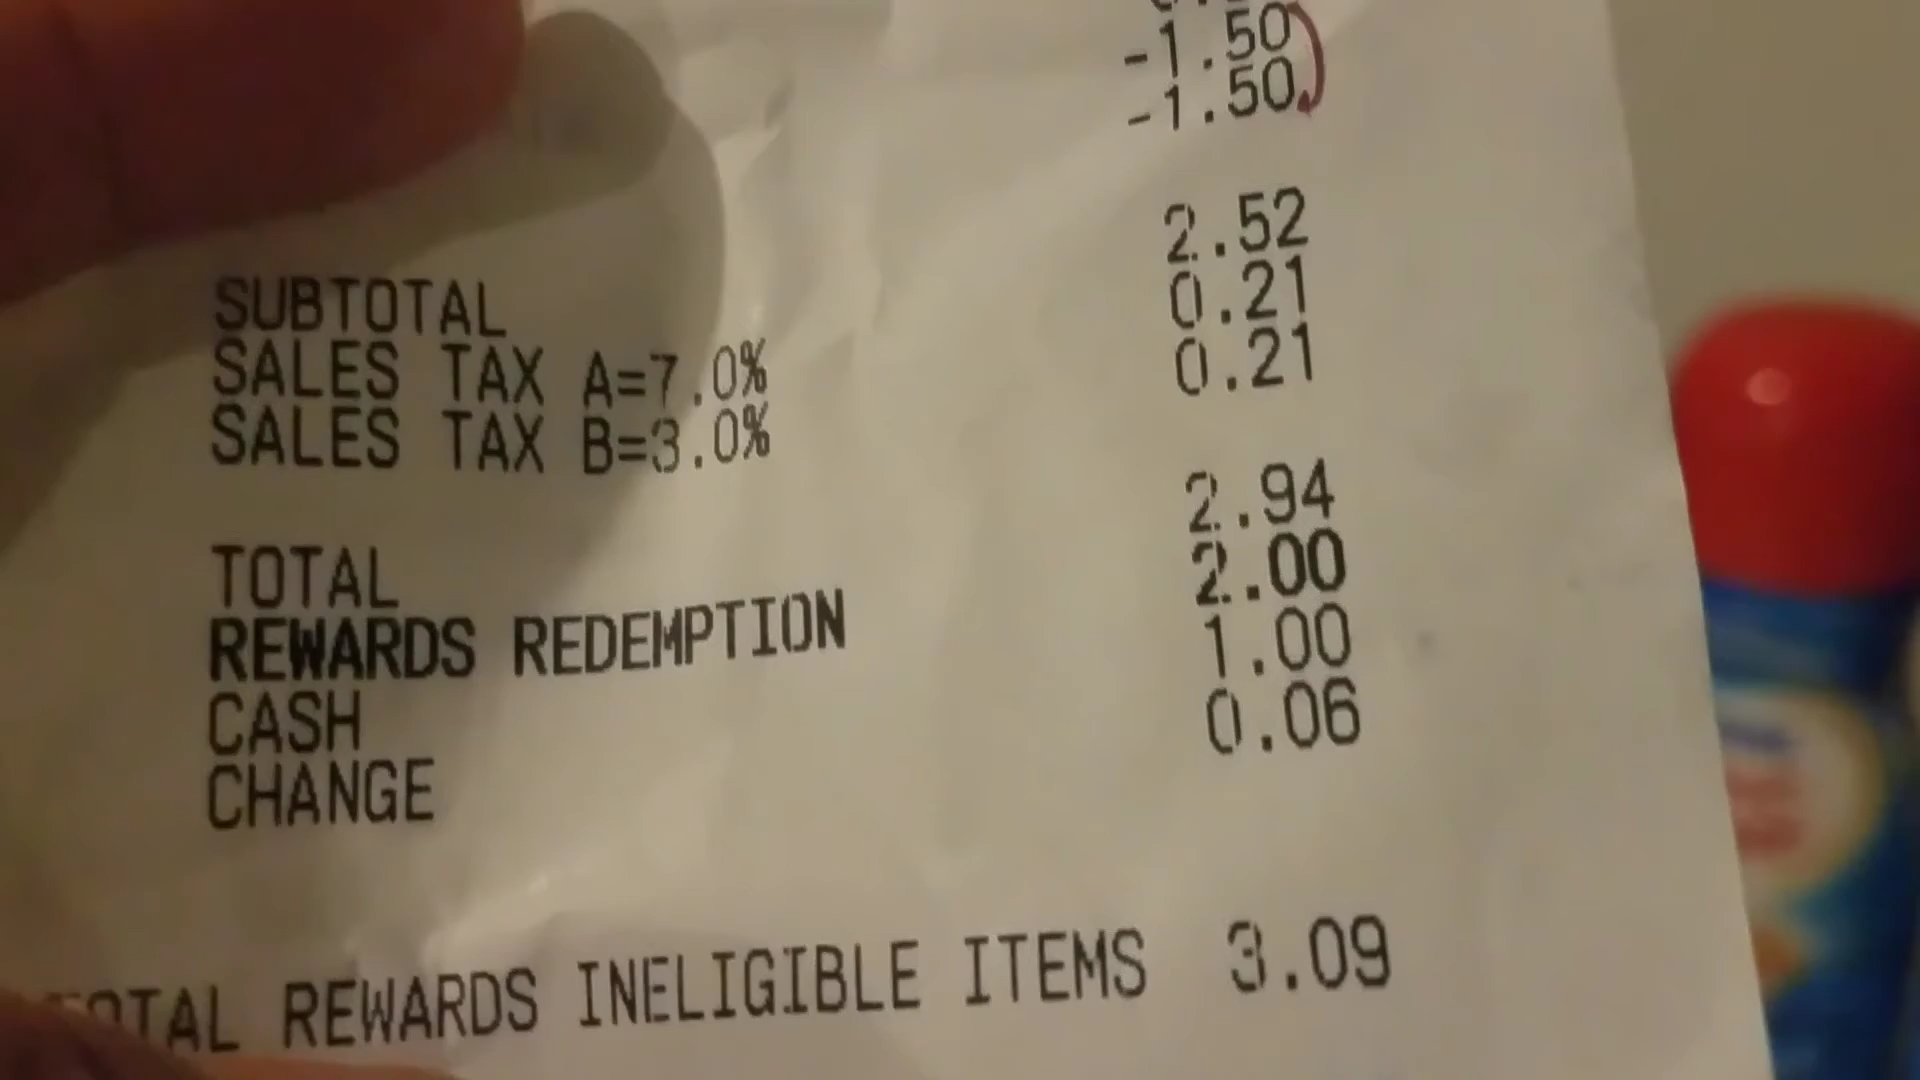 -1.50
-1.50
SUBTOTAL 2.52
SALES TAX A=7.0% 0.21
SALES TAX B=3.0% 0.21
TOTAL 2.94
REWARDS REDEMPTION 2.00
CASH 1.00
CHANGE 0.06
TOTAL REWARDS INELIGIBLE ITEMS 3.09